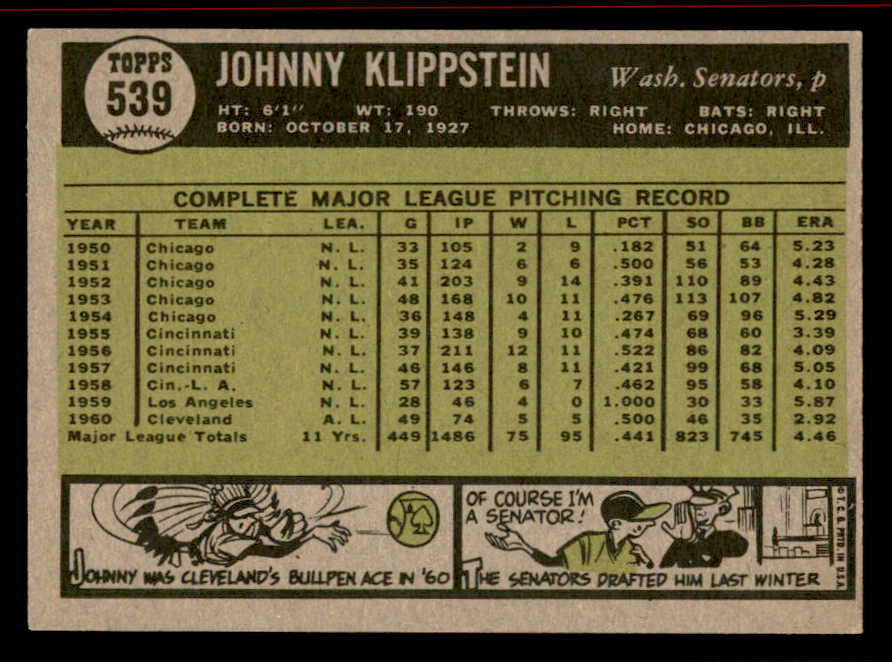 TOPPS
539
JOHNNY KLIPPSTEIN Wash. Senators, p
HT: 6'1" WT: 190 THROWS: RIGHT BATS: RIGHT
BORN: OCTOBER 17, 1927 HOME: CHICAGO, ILL.
COMPLETE MAJOR LEAGUE PITCHING RECORD
YEAR TEAM LEA. G IP W L PCT SO BB ERA
1950 Chicago N. L. 33 105 2 9 .182 51 64 5.23
1951 Chicago N. L. 35 124 6 6 .500 56 53 4.28
1952 Chicago N. L. 41 203 9 14 .391 110 89 4.43
1953 Chicago N. L. 48 168 10 11 .476 113 107 4.82
1954 Chicago N. L. 36 148 4 11 .267 69 96 5.29
1955 Cincinnati N. L. 39 138 9 10 .474 68 60 3.39
1956 Cincinnati N. L. 37 211 12 11 .522 86 82 4.09
1957 Cincinnati N. L. 46 146 8 11 .421 99 68 5.05
1958 Cin.-L. A. N. L. 57 123 6 7 .462 95 58 4.10
1959 Los Angeles N. L. 28 46 4 0 1.000 30 33 5.87
1960 Cleveland A. L. 49 74 5 5 .500 46 35 2.92
Major League Totals 11 Yrs. 449 1486 75 95 .441 823 745 4.46
JOHNNY WAS CLEVELAND'S BULLPEN ACE IN '60
OF COURSE I'M
A SENATOR!
THE SENATORS DRAFTED HIM LAST WINTER
© T. C. G. PRTD. IN U.S.A.